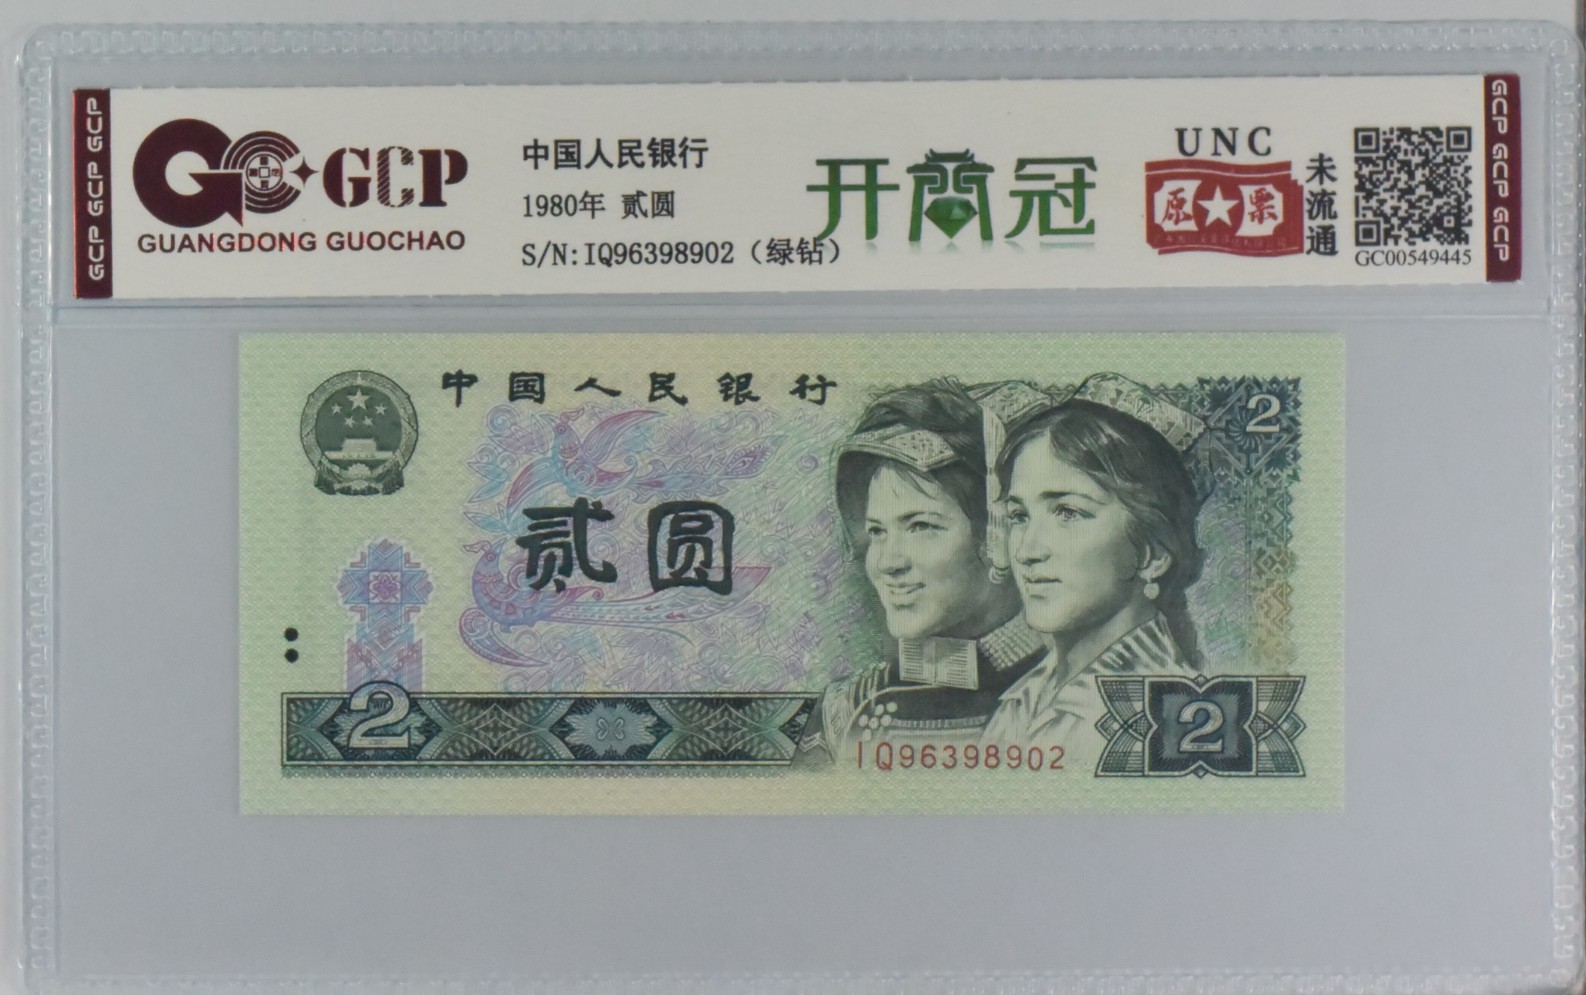 GCP GCP GCP
GCP
GUANGDONG GUOCHAO
中国人民银行
1980年 贰圆
S/N:IQ96398902（绿钻）
开门冠
UNC
原★票
未流通
GC00549445
GCP GCP GCP
中国人民银行
2
贰圆
2
IQ96398902
2